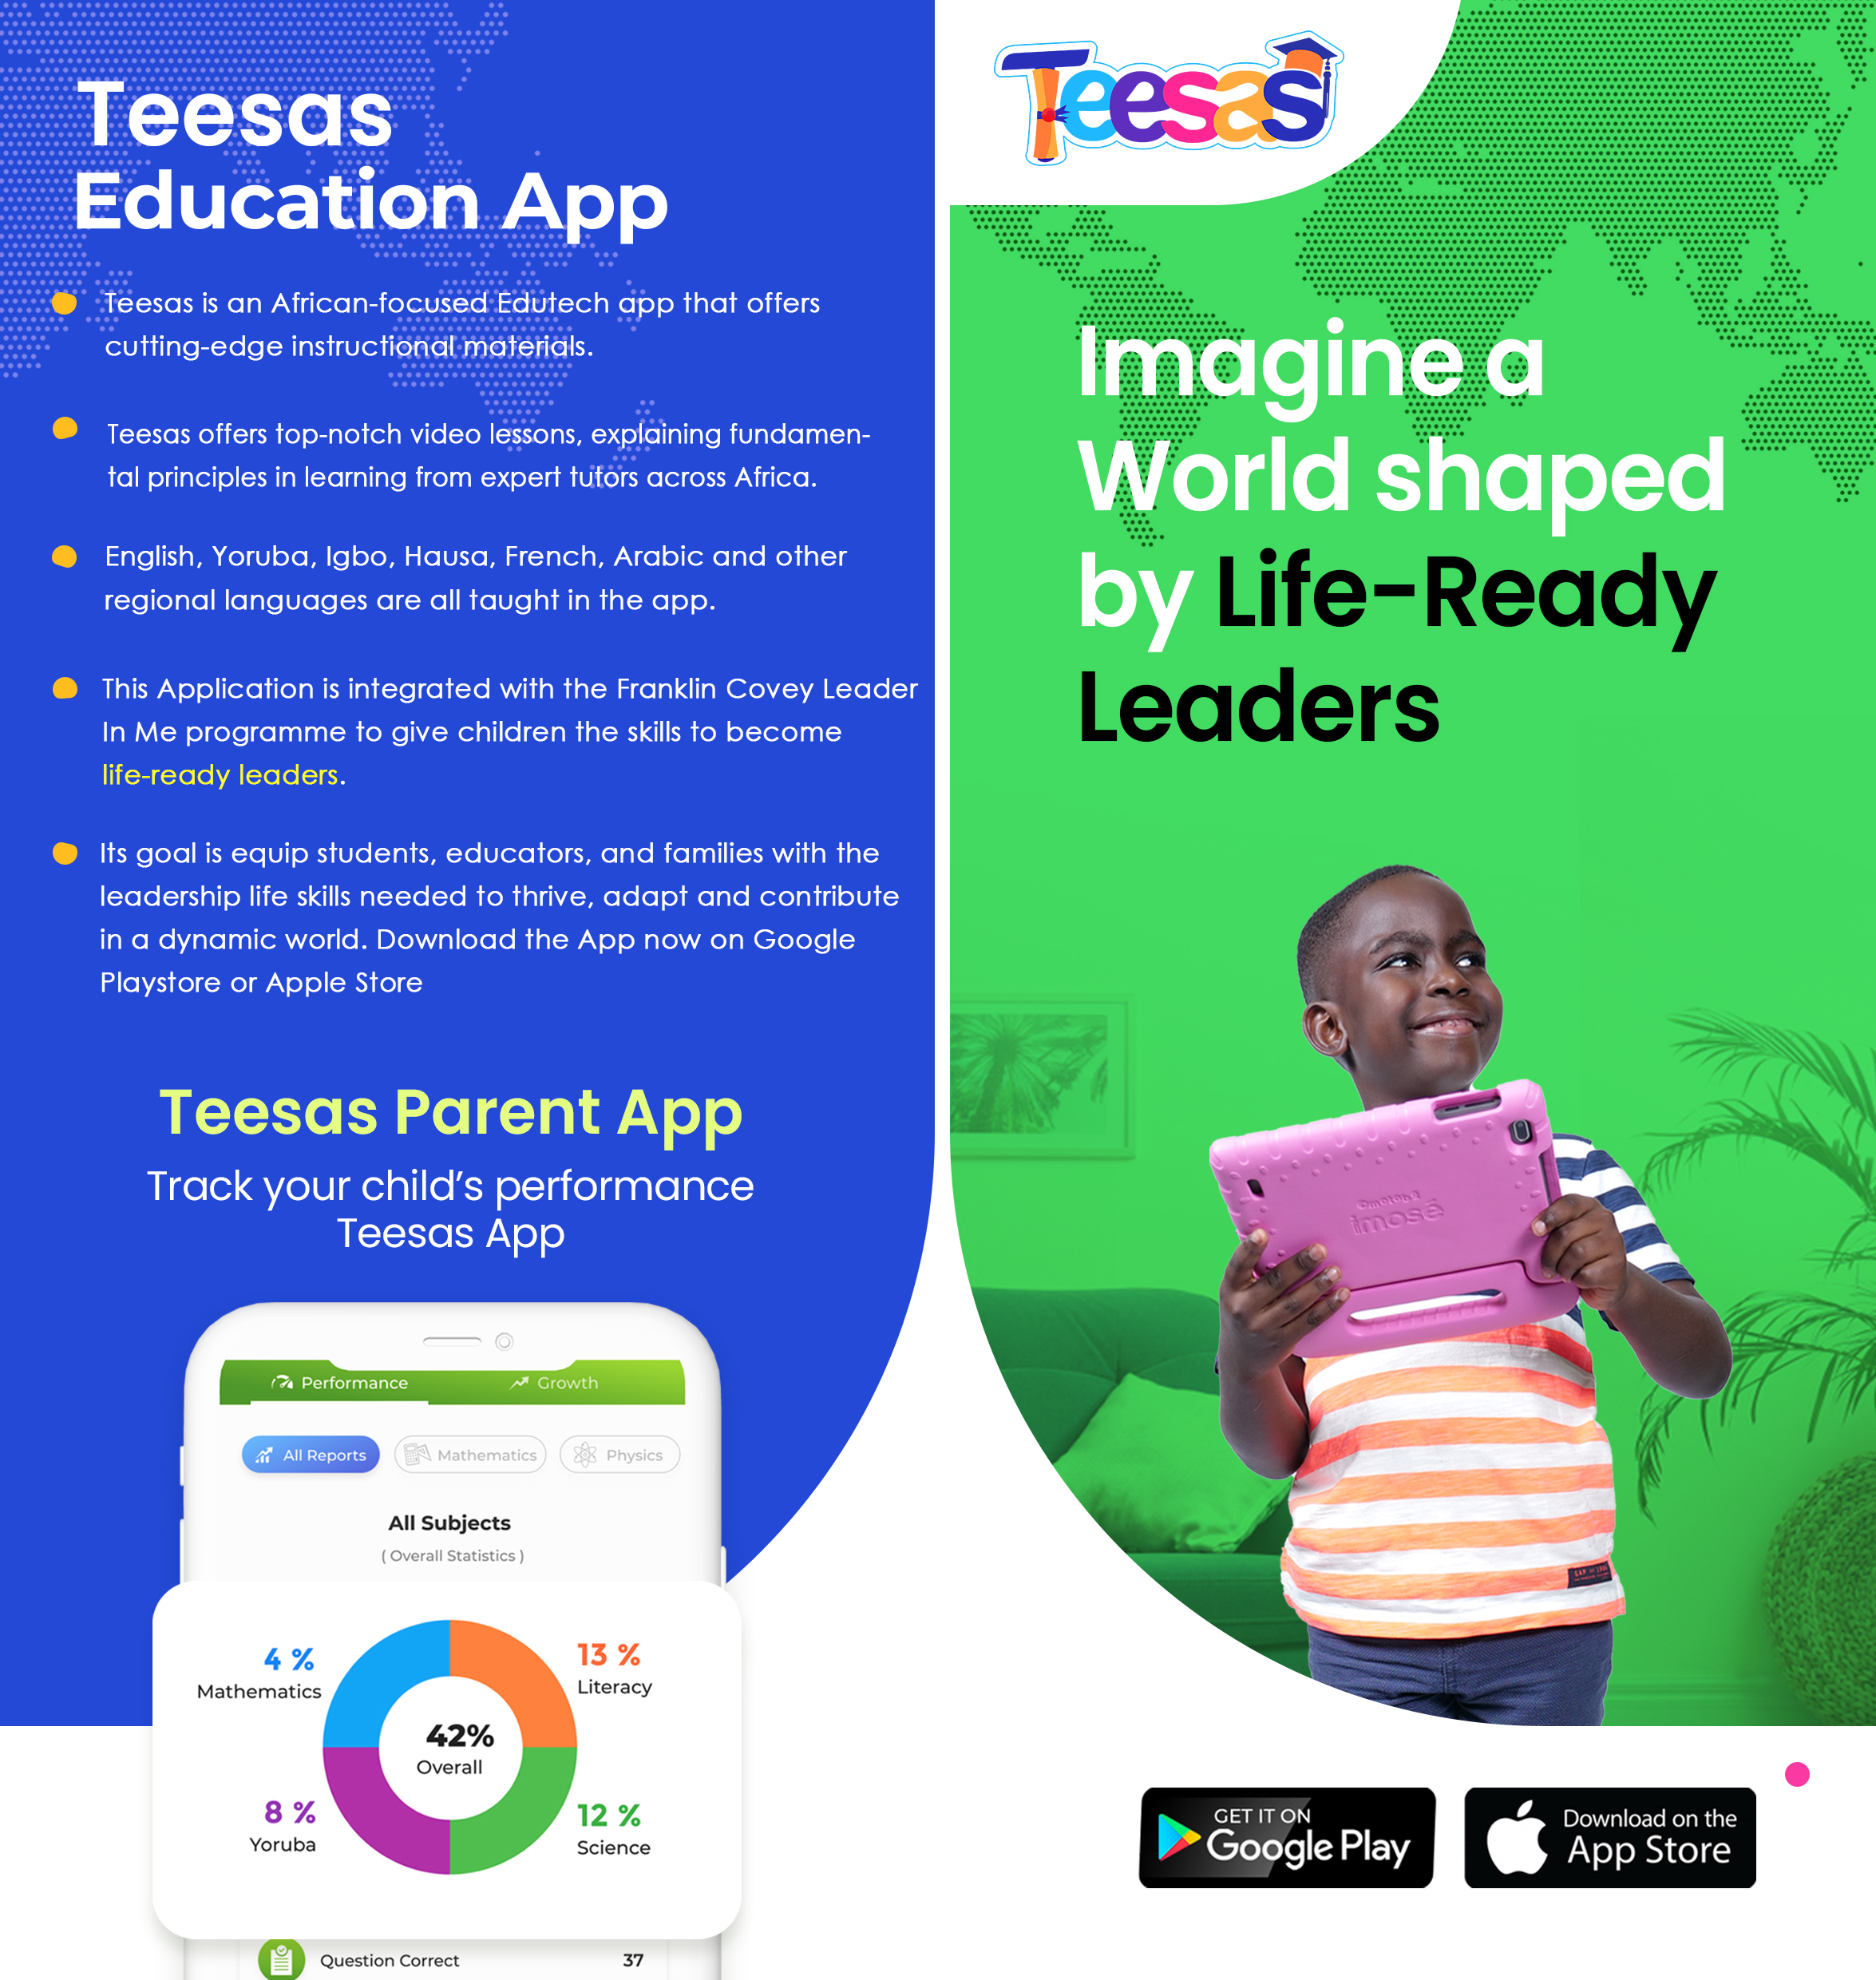 Teesas
Education App
Teesas is an African-focused Edutech app that offers
cutting-edge instructional materials.
Teesas offers top-notch video lessons, explaining fundamen-
tal principles in learning from expert tutors across Africa.
English, Yoruba, Igbo, Hausa, French, Arabic and other
regional languages are all taught in the app.
This Application is integrated with the Franklin Covey Leader
In Me programme to give children the skills to become
life-ready leaders.
Its goal is equip students, educators, and families with the
leadership life skills needed to thrive, adapt and contribute
in a dynamic world. Download the App now on Google
Playstore or Apple Store
Teesas Parent App
Track your child's performance
Teesas App
Performance
Growth
All Reports
Mathematics
Physics
All Subjects
( Overall Statistics )
4 %
Mathematics
13 %
Literacy
42%
Overall
8 %
Yoruba
12 %
Science
Question Correct 37
Teesas
Imagine a
World shaped
by Life-Ready
Leaders
imose
GAP
GET IT ON
Google Play
Download on the
App Store